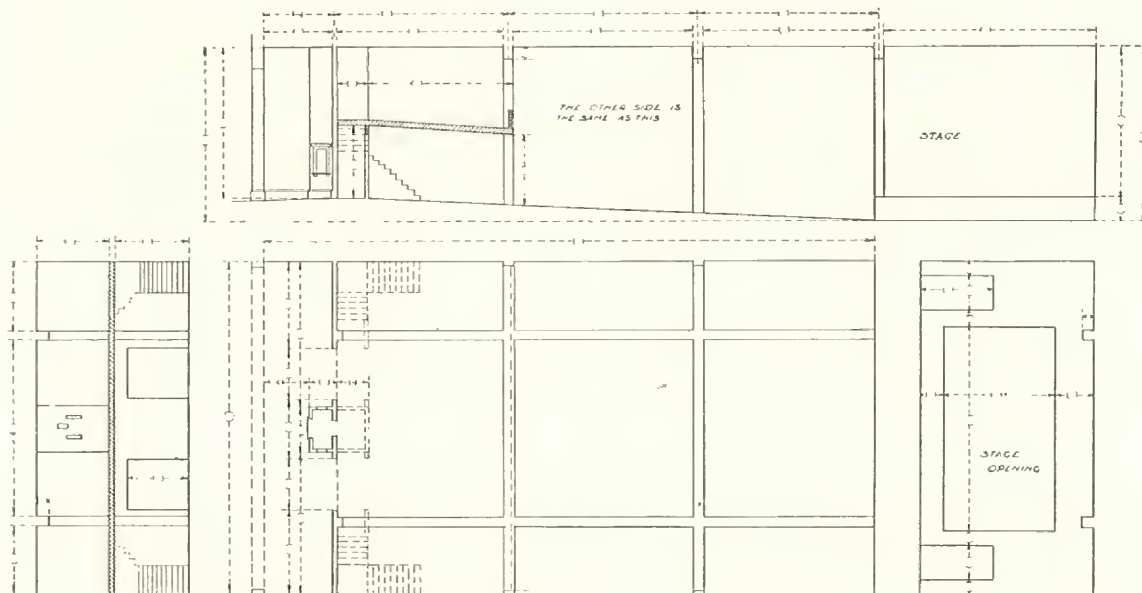 THE OTHER SIDE IS
THE SAME AS THIS
STAGE
STAGE
OPENING